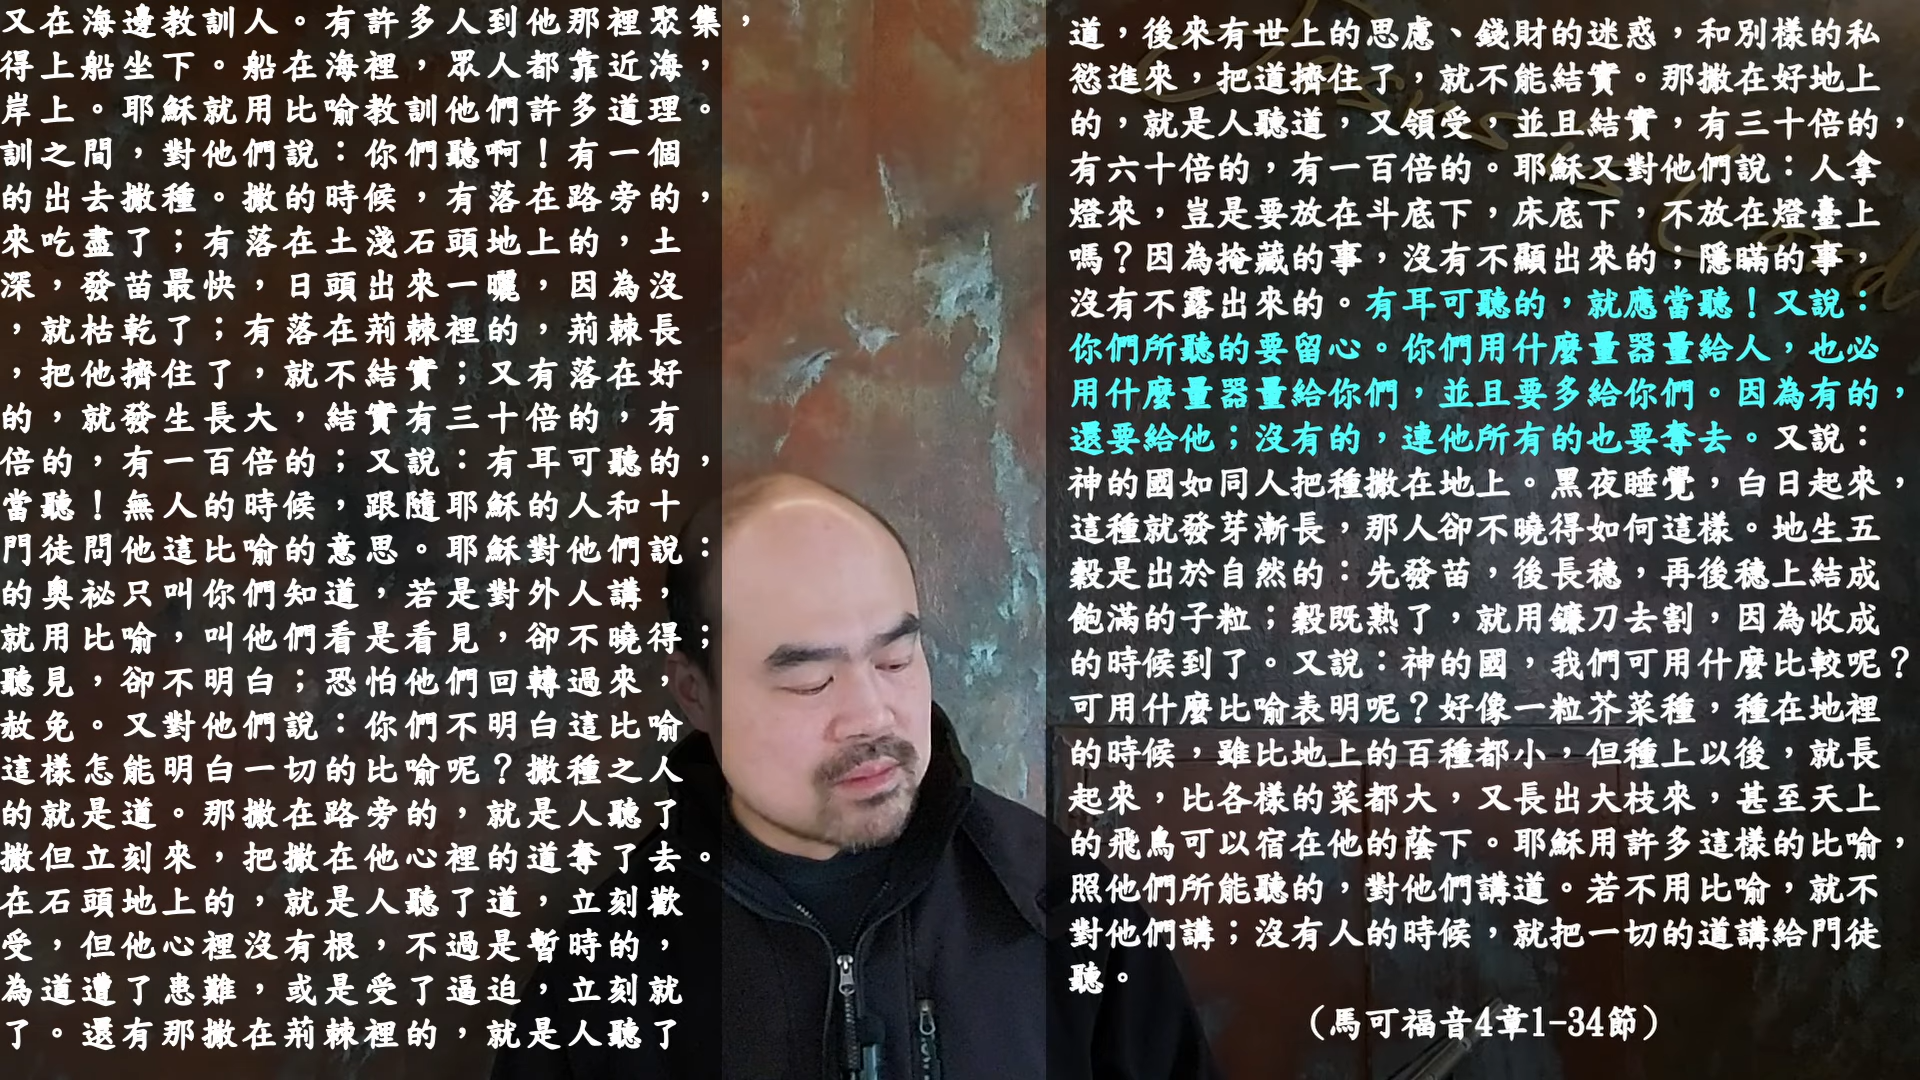 又在海邊教訓人。有許多人到他那裡聚集，
得上船坐下。船在海裡，眾人都靠近海，
岸上。耶穌就用比喻教訓他們許多道理。
訓之間，對他們說：你們聽啊！有一個
的出去撒種。撒的時候，有落在路旁的，
來吃盡了；有落在土淺石頭地上的，土
深，發苗最快，日頭出來一曬，因為沒
，就枯乾了；有落在荊棘裡的，荊棘長
，把他擠住了，就不結實；又有落在好
的，就發生長大，結實有三十倍的，有
倍的，有一百倍的；又說：有耳可聽的，
當聽！無人的時候，跟隨耶穌的人和十
門徒問他這比喻的意思。耶穌對他們說：
的奧祕只叫你們知道，若是對外人講，
就用比喻，叫他們看是看見，卻不曉得；
聽見，卻不明白；恐怕他們回轉過來，
赦免。又對他們說：你們不明白這比喻
這樣怎能明白一切的比喻呢？撒種之人
的就是道。那撒在路旁的，就是人聽了
撒但立刻來，把撒在他心裡的道奪了去。
在石頭地上的，就是人聽了道，立刻歡
受，但他心裡沒有根，不過是暫時的，
為道遭了患難，或是受了逼迫，立刻就
了。還有那撒在荊棘裡的，就是人聽了
道，後來有世上的思慮、錢財的迷惑，和別樣的私
慾進來，把道擠住了，就不能結實。那撒在好地上
的，就是人聽道，又領受，並且結實，有三十倍的，
有六十倍的，有一百倍的。耶穌又對他們說：人拿
燈來，豈是要放在斗底下，床底下，不放在燈臺上
嗎？因為掩藏的事，沒有不顯出來的；隱瞞的事，
沒有不露出來的。有耳可聽的，就應當聽！又說：
你們所聽的要留心。你們用什麼量器量給人，也必
用什麼量器量給你們，並且要多給你們。因為有的，
還要給他；沒有的，連他所有的也要奪去。又說：
神的國如同人把種撒在地上。黑夜睡覺，白日起來，
這種就發芽漸長，那人卻不曉得如何這樣。地生五
穀是出於自然的：先發苗，後長穗，再後穗上結成
飽滿的子粒；穀既熟了，就用鐮刀去割，因為收成
的時候到了。又說：神的國，我們可用什麼比較呢？
可用什麼比喻表明呢？好像一粒芥菜種，種在地裡
的時候，雖比地上的百種都小，但種上以後，就長
起來，比各樣的菜都大，又長出大枝來，甚至天上
的飛鳥可以宿在他的蔭下。耶穌用許多這樣的比喻，
照他們所能聽的，對他們講道。若不用比喻，就不
對他們講；沒有人的時候，就把一切的道講給門徒
聽。
（馬可福音4章1-34節）